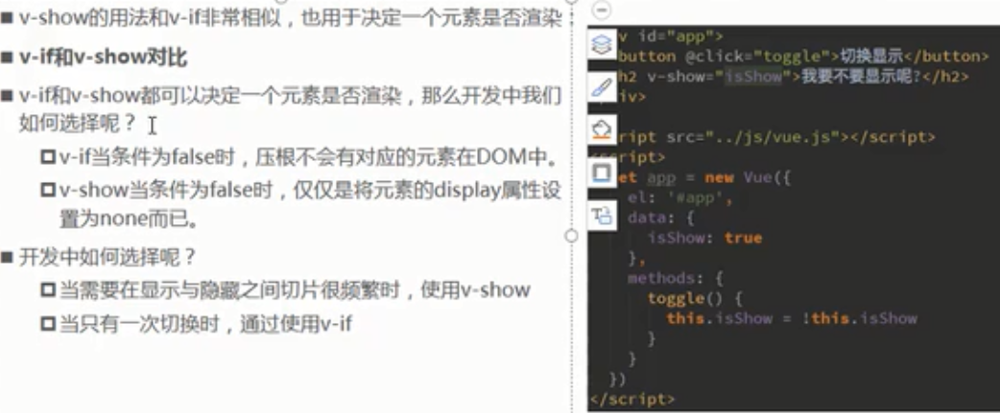 v-show的用法和v-if非常相似，也用于决定一个元素是否渲染：
v-if和v-show对比
v-if和v-show都可以决定一个元素是否渲染，那么开发中我们
如何选择呢？
v-if当条件为false时，压根不会有对应的元素在DOM中。
v-show当条件为false时，仅仅是将元素的display属性设
置为none而已。
开发中如何选择呢？
当需要在显示与隐藏之间切片很频繁时，使用v-show
当只有一次切换时，通过使用v-if
v id="app">
button @click="toggle">切换显示</button>
h2 v-show="isShow">我要不要显示呢?</h2>
iv>
ript src="../js/vue.js"></script>
<script>
et app = new Vue({
el: '#app',
data: {
isShow: true
},
methods: {
toggle() {
this.isShow = !this.isShow
}
}
})
</script>